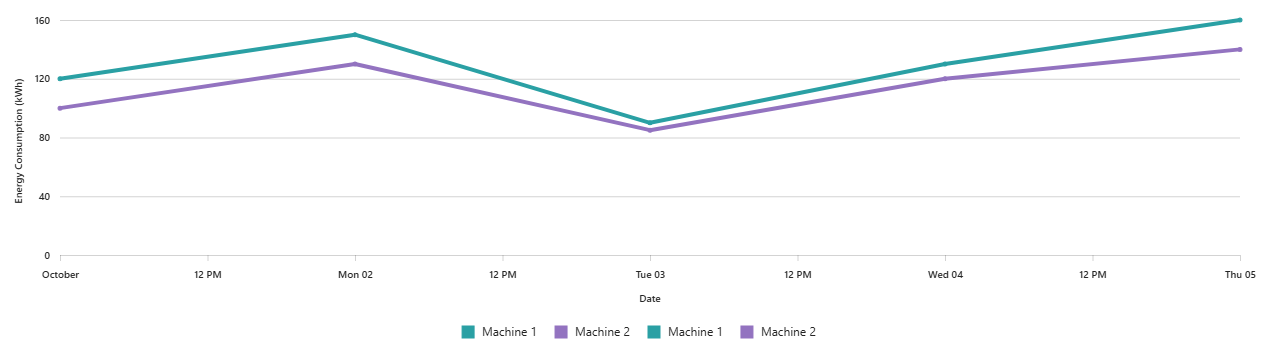 160
120
80
40
0
Energy Consumption (kWh)
October 12 PM Mon 02 12 PM Tue 03 12 PM Wed 04 12 PM Thu 05
Date
Machine 1 Machine 2 Machine 1 Machine 2